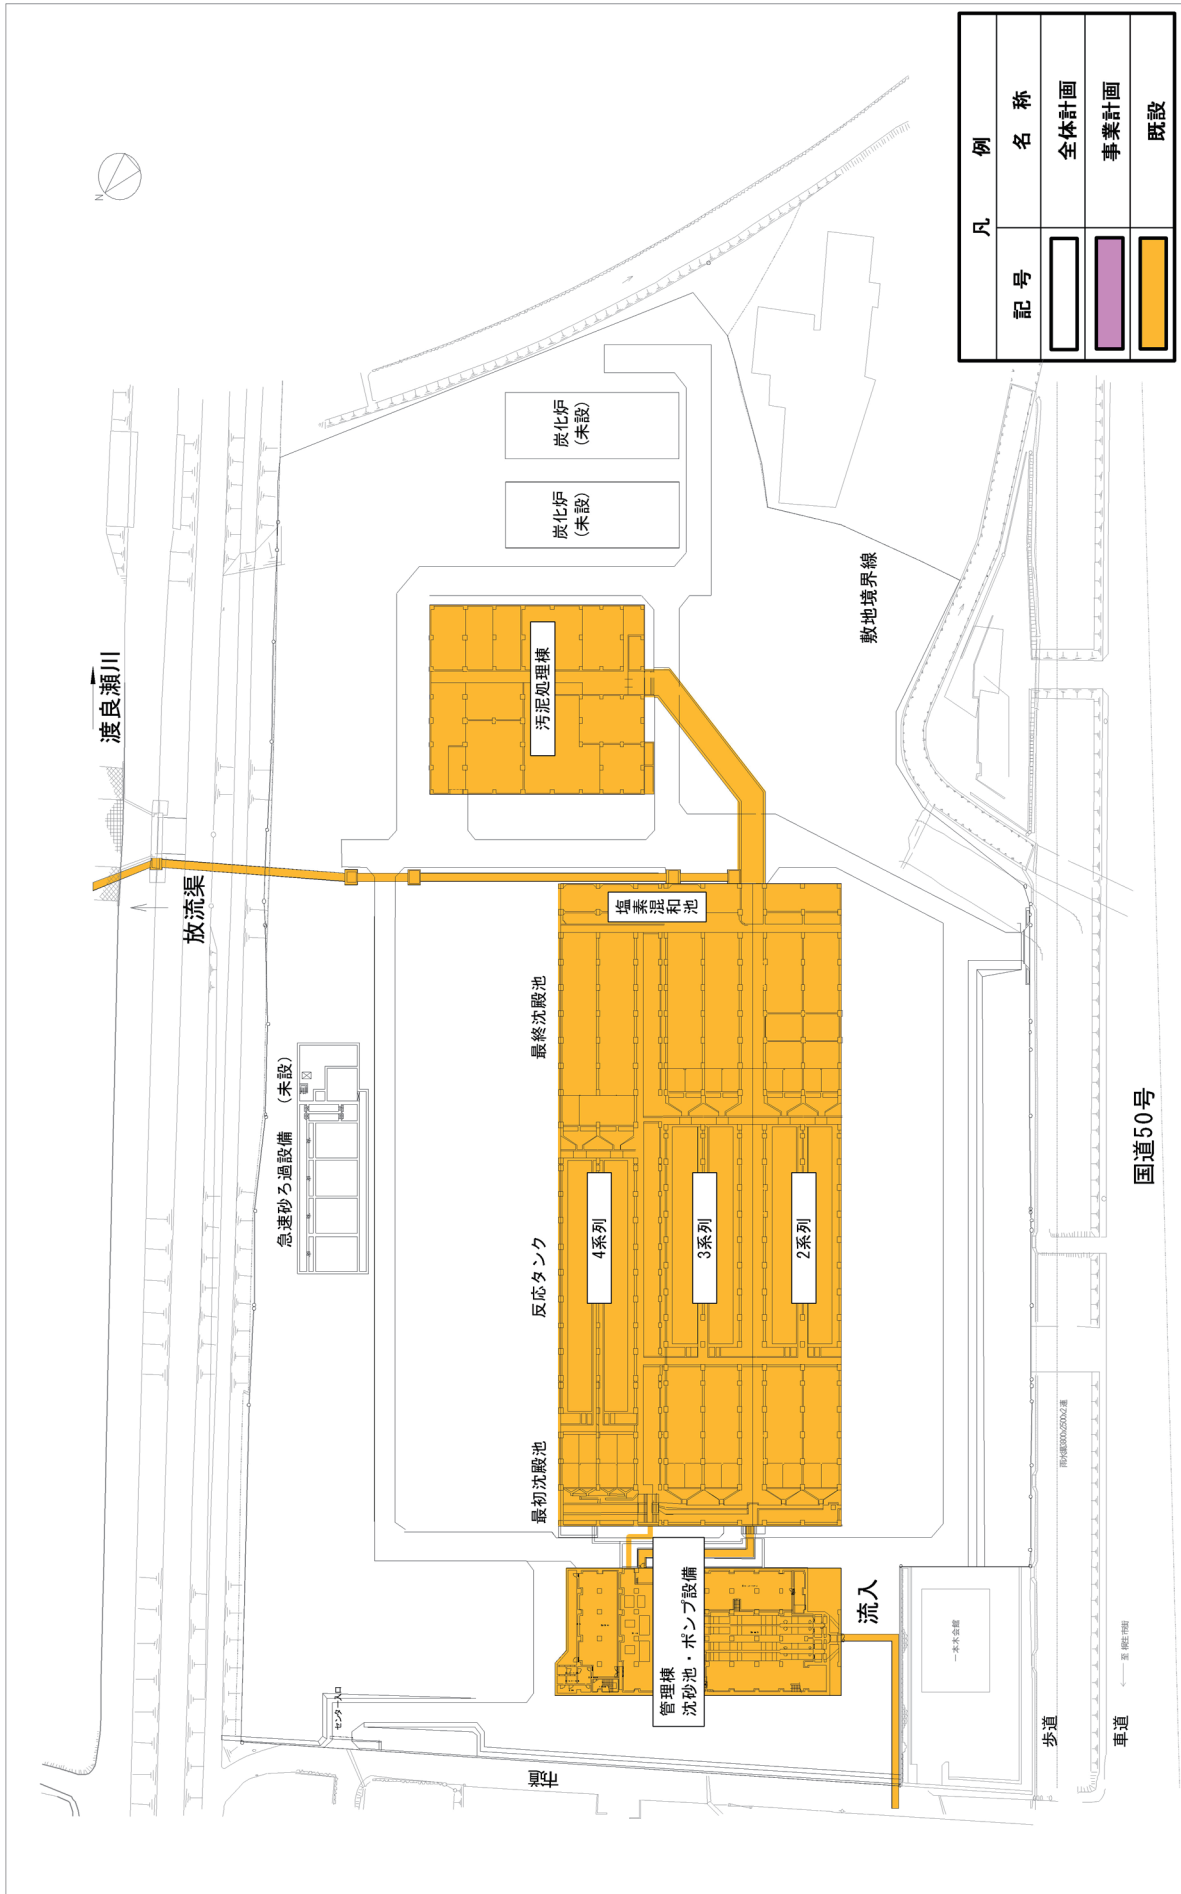 渡良瀬川
放流渠
急速砂ろ過設備
(未設)
最初沈殿池
反応タンク
最終沈殿池
塩素混
和池
4系列
3系列
2系列
汚泥処理棟
炭化炉
(未設)
炭化炉
(未設)
敷地境界線
管理棟
沈砂池・ポンプ設備
流入
センター入口
一本木会館
歩道
車道
国道50号
N
凡例
記号
名称
全体計画
事業計画
既設